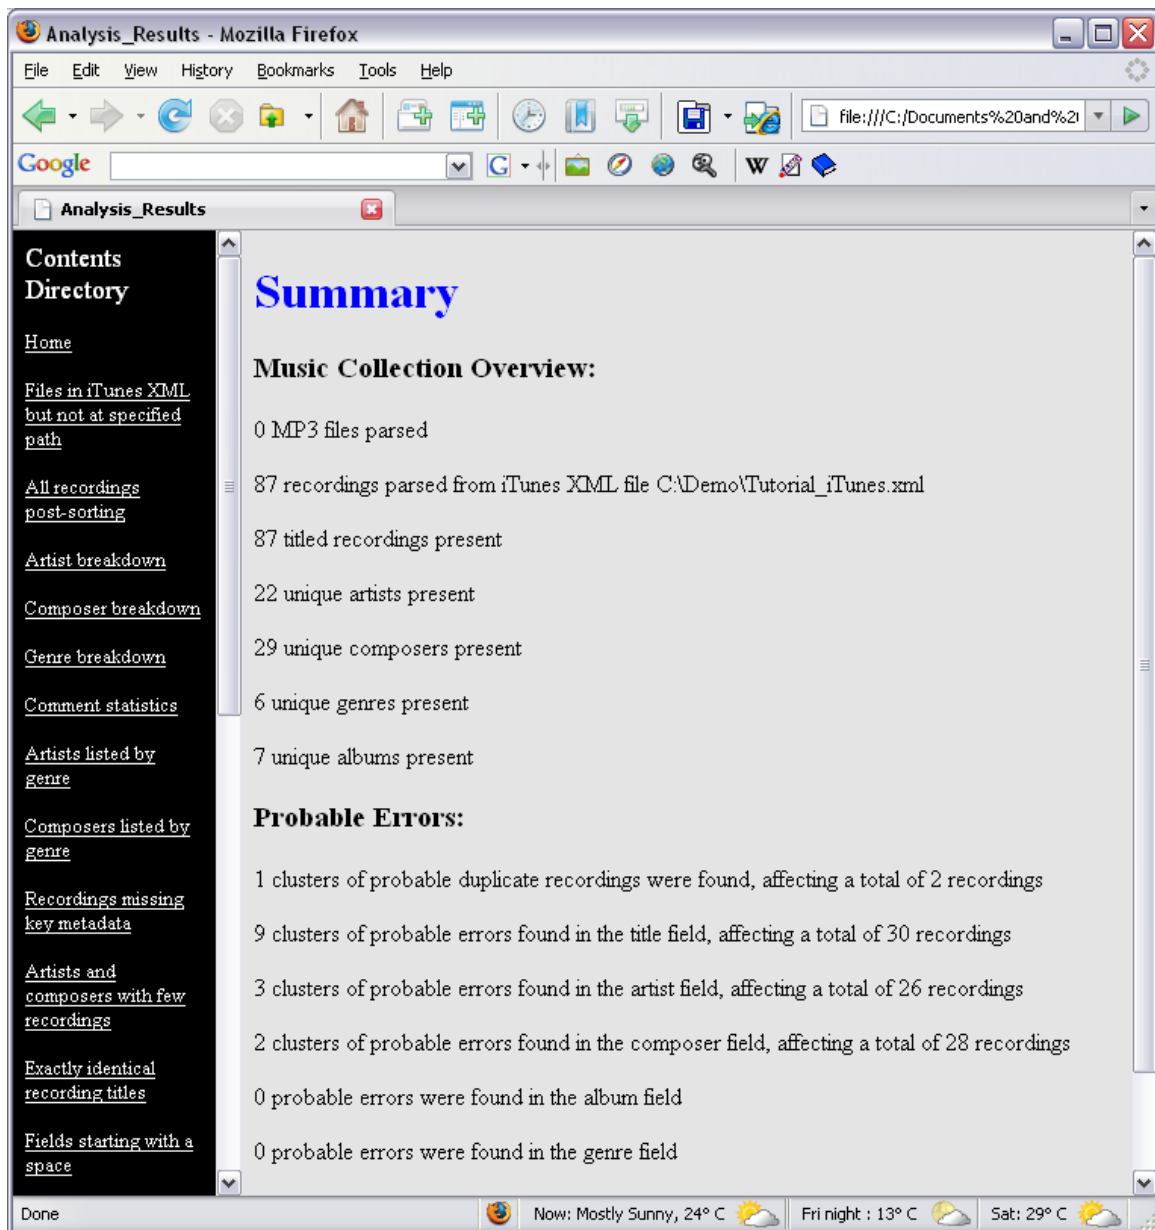 Analysis_Results - Mozilla Firefox
File Edit View History Bookmarks Tools Help
file:///C:/Documents%20and%2
Google
G
W
Analysis_Results
Contents
Directory
Home
Files in iTunes XML
but not at specified
path
All recordings
post-sorting
Artist breakdown
Composer breakdown
Genre breakdown
Comment statistics
Artists listed by
genre
Composers listed by
genre
Recordings missing
key metadata
Artists and
composers with few
recordings
Exactly identical
recording titles
Fields starting with a
space
Summary
Music Collection Overview:
0 MP3 files parsed
87 recordings parsed from iTunes XML file C:\Demo\Tutorial_iTunes.xml
87 titled recordings present
22 unique artists present
29 unique composers present
6 unique genres present
7 unique albums present
Probable Errors:
1 clusters of probable duplicate recordings were found, affecting a total of 2 recordings
9 clusters of probable errors found in the title field, affecting a total of 30 recordings
3 clusters of probable errors found in the artist field, affecting a total of 26 recordings
2 clusters of probable errors found in the composer field, affecting a total of 28 recordings
0 probable errors were found in the album field
0 probable errors were found in the genre field
Done
Now: Mostly Sunny, 24° C
Fri night : 13° C
Sat: 29° C